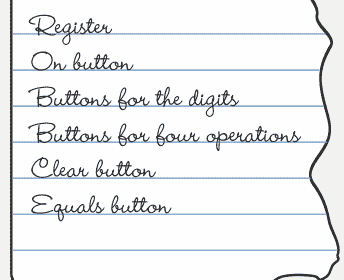 Register
On button
Buttons for the digits
Buttons for four operations
Clear button
Equals button